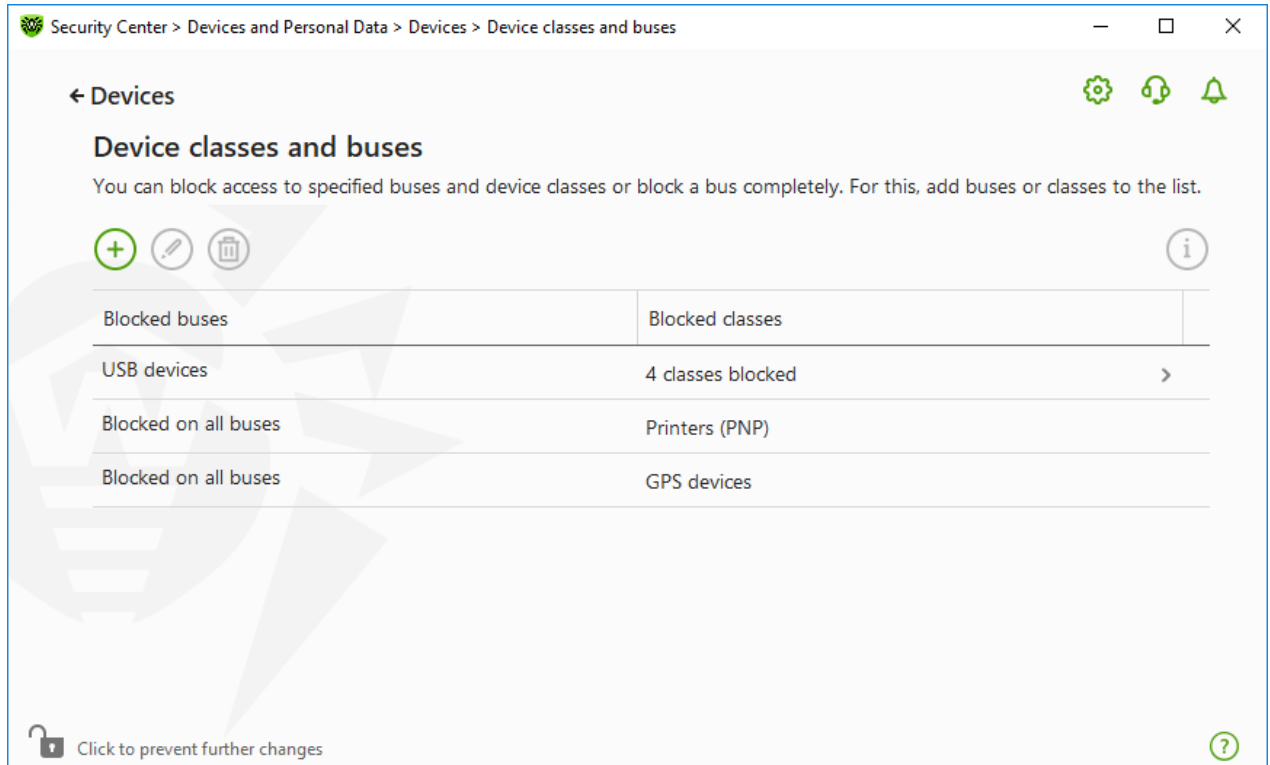 Security Center > Devices and Personal Data > Devices > Device classes and buses
Devices
Device classes and buses
You can block access to specified buses and device classes or block a bus completely. For this, add buses or classes to the list.
Blocked buses
Blocked classes
USB devices
4 classes blocked
Blocked on all buses
Printers (PNP)
Blocked on all buses
GPS devices
Click to prevent further changes